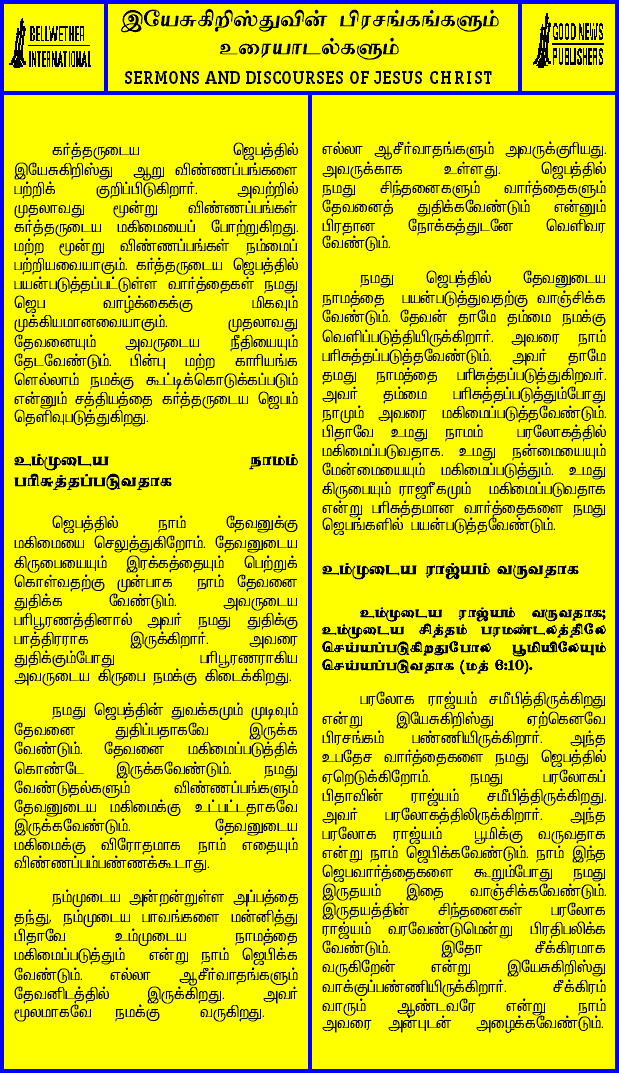 BELLWETHER
INTERNATIONAL
இயேசுகிறிஸ்துவின் பிரசங்கங்களும்
உரையாடல்களும்
SERMONS AND DISCOURSES OF JESUS CHRIST
GOOD NEWS
PUBLISHERS
கர்த்தருடைய ஜெபத்தில்
இயேசுகிறிஸ்து ஆறு விண்ணப்பங்களை
பற்றிக் குறிப்பிடுகிறார். அவற்றில்
முதலாவது மூன்று விண்ணப்பங்கள்
கர்த்தருடைய மகிமையைப் போற்றுகிறது.
மற்ற மூன்று விண்ணப்பங்கள் நம்மைப்
பற்றியவையாகும். கர்த்தருடைய ஜெபத்தில்
பயன்படுத்தப்பட்டுள்ள வார்த்தைகள் நமது
ஜெப வாழ்க்கைக்கு மிகவும்
முக்கியமானவையாகும். முதலாவது
தேவனையும் அவருடைய நீதியையும்
தேடவேண்டும். பின்பு மற்ற காரியங்க
ளெல்லாம் நமக்கு கூட்டிக்கொடுக்கப்படும்
என்னும் சத்தியத்தை கர்த்தருடைய ஜெபம்
தெளிவுபடுத்துகிறது.
உம்முடைய நாமம்
பரிசுத்தப்படுவதாக
ஜெபத்தில் நாம் தேவனுக்கு
மகிமையை செலுத்துகிறோம். தேவனுடைய
கிருபையையும் இரக்கத்தையும் பெற்றுக்
கொள்வதற்கு முன்பாக நாம் தேவனை
துதிக்க வேண்டும். அவருடைய
பரிபூரணத்தினால் அவர் நமது துதிக்கு
பாத்திரராக இருக்கிறார். அவரை
துதிக்கும்போது பரிபூரணராகிய
அவருடைய கிருபை நமக்கு கிடைக்கிறது.
நமது ஜெபத்தின் துவக்கமும் முடிவும்
தேவனை துதிப்பதாகவே இருக்க
வேண்டும். தேவனை மகிமைப்படுத்திக்
கொண்டே இருக்கவேண்டும். நமது
வேண்டுதல்களும் விண்ணப்பங்களும்
தேவனுடைய மகிமைக்கு உட்பட்டதாகவே
இருக்கவேண்டும். தேவனுடைய
மகிமைக்கு விரோதமாக நாம் எதையும்
விண்ணப்பம்பண்ணக்கூடாது.
நம்முடைய அன்றன்றுள்ள அப்பத்தை
தந்து, நம்முடைய பாவங்களை மன்னித்து
பிதாவே உம்முடைய நாமத்தை
மகிமைப்படுத்தும் என்று நாம் ஜெபிக்க
வேண்டும். எல்லா ஆசீர்வாதங்களும்
தேவனிடத்தில் இருக்கிறது. அவர்
மூலமாகவே நமக்கு வருகிறது.
எல்லா ஆசீர்வாதங்களும் அவருக்குரியது.
அவருக்காக உள்ளது. ஜெபத்தில்
நமது சிந்தனைகளும் வார்த்தைகளும்
தேவனைத் துதிக்கவேண்டும் என்னும்
பிரதான நோக்கத்துடனே வெளிவர
வேண்டும்.
நமது ஜெபத்தில் தேவனுடைய
நாமத்தை பயன்படுத்துவதற்கு வாஞ்சிக்க
வேண்டும். தேவன் தாமே தம்மை நமக்கு
வெளிப்படுத்தியிருக்கிறார். அவரை நாம்
பரிசுத்தப்படுத்தவேண்டும். அவர் தாமே
தமது நாமத்தை பரிசுத்தப்படுத்துகிறவர்.
அவர் தம்மை பரிசுத்தப்படுத்தும்போது
நாமும் அவரை மகிமைப்படுத்தவேண்டும்.
பிதாவே உமது நாமம் பரலோகத்தில்
மகிமைப்படுவதாக. உமது நன்மையையும்
மேன்மையையும் மகிமைப்படுத்தும். உமது
கிருபையும் ராஜரீகமும் மகிமைப்படுவதாக
என்று பரிசுத்தமான வார்த்தைகளை நமது
ஜெபங்களில் பயன்படுத்தவேண்டும்.
உம்முடைய ராஜ்யம் வருவதாக
உம்முடைய ராஜ்யம் வருவதாக;
உம்முடைய சித்தம் பரமண்டலத்திலே
செய்யப்படுகிறதுபோல் பூமியிலேயும்
செய்யப்படுவதாக (மத் 6:10).
பரலோக ராஜ்யம் சமீபித்திருக்கிறது
என்று இயேசுகிறிஸ்து ஏற்கெனவே
பிரசங்கம் பண்ணியிருக்கிறார். அந்த
உபதேச வார்த்தைகளை நமது ஜெபத்தில்
ஏறெடுக்கிறோம். நமது பரலோகப்
பிதாவின் ராஜ்யம் சமீபித்திருக்கிறது.
அவர் பரலோகத்திலிருக்கிறார். அந்த
பரலோக ராஜ்யம் பூமிக்கு வருவதாக
என்று நாம் ஜெபிக்கவேண்டும். நாம் இந்த
ஜெபவார்த்தைகளை கூறும்போது நமது
இருதயம் இதை வாஞ்சிக்கவேண்டும்.
இருதயத்தின் சிந்தனைகள் பரலோக
ராஜ்யம் வரவேண்டுமென்று பிரதிபலிக்க
வேண்டும். இதோ சீக்கிரமாக
வருகிறேன் என்று இயேசுகிறிஸ்து
வாக்குப்பண்ணியிருக்கிறார். சீக்கிரம்
வாரும் ஆண்டவரே என்று நாம்
அவரை அன்புடன் அழைக்கவேண்டும்.